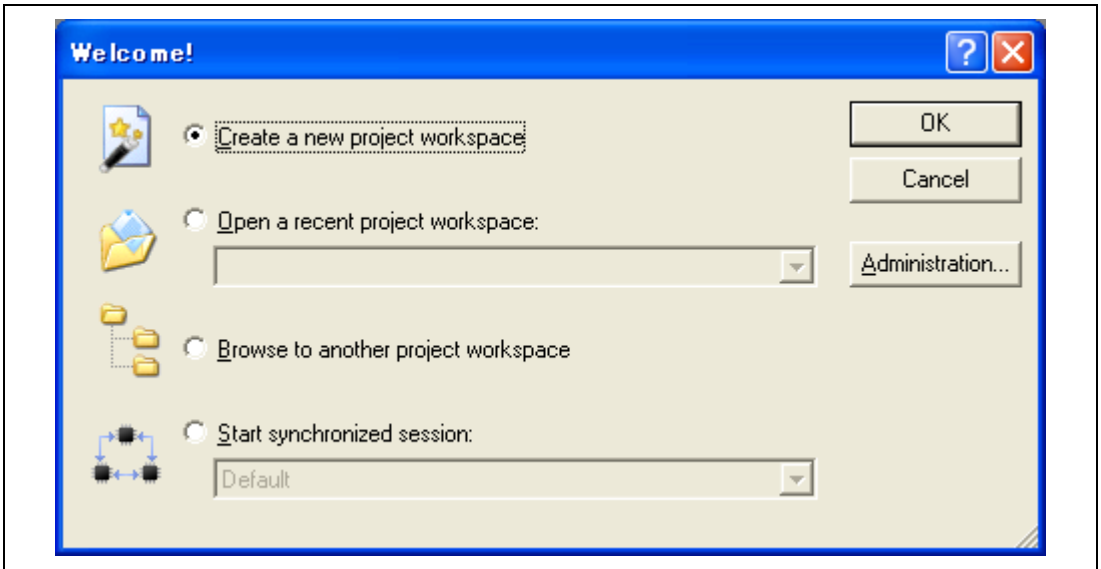 Welcome!
Create a new project workspace
OK
Cancel
Open a recent project workspace:
Administration...
Browse to another project workspace
Start synchronized session:
Default